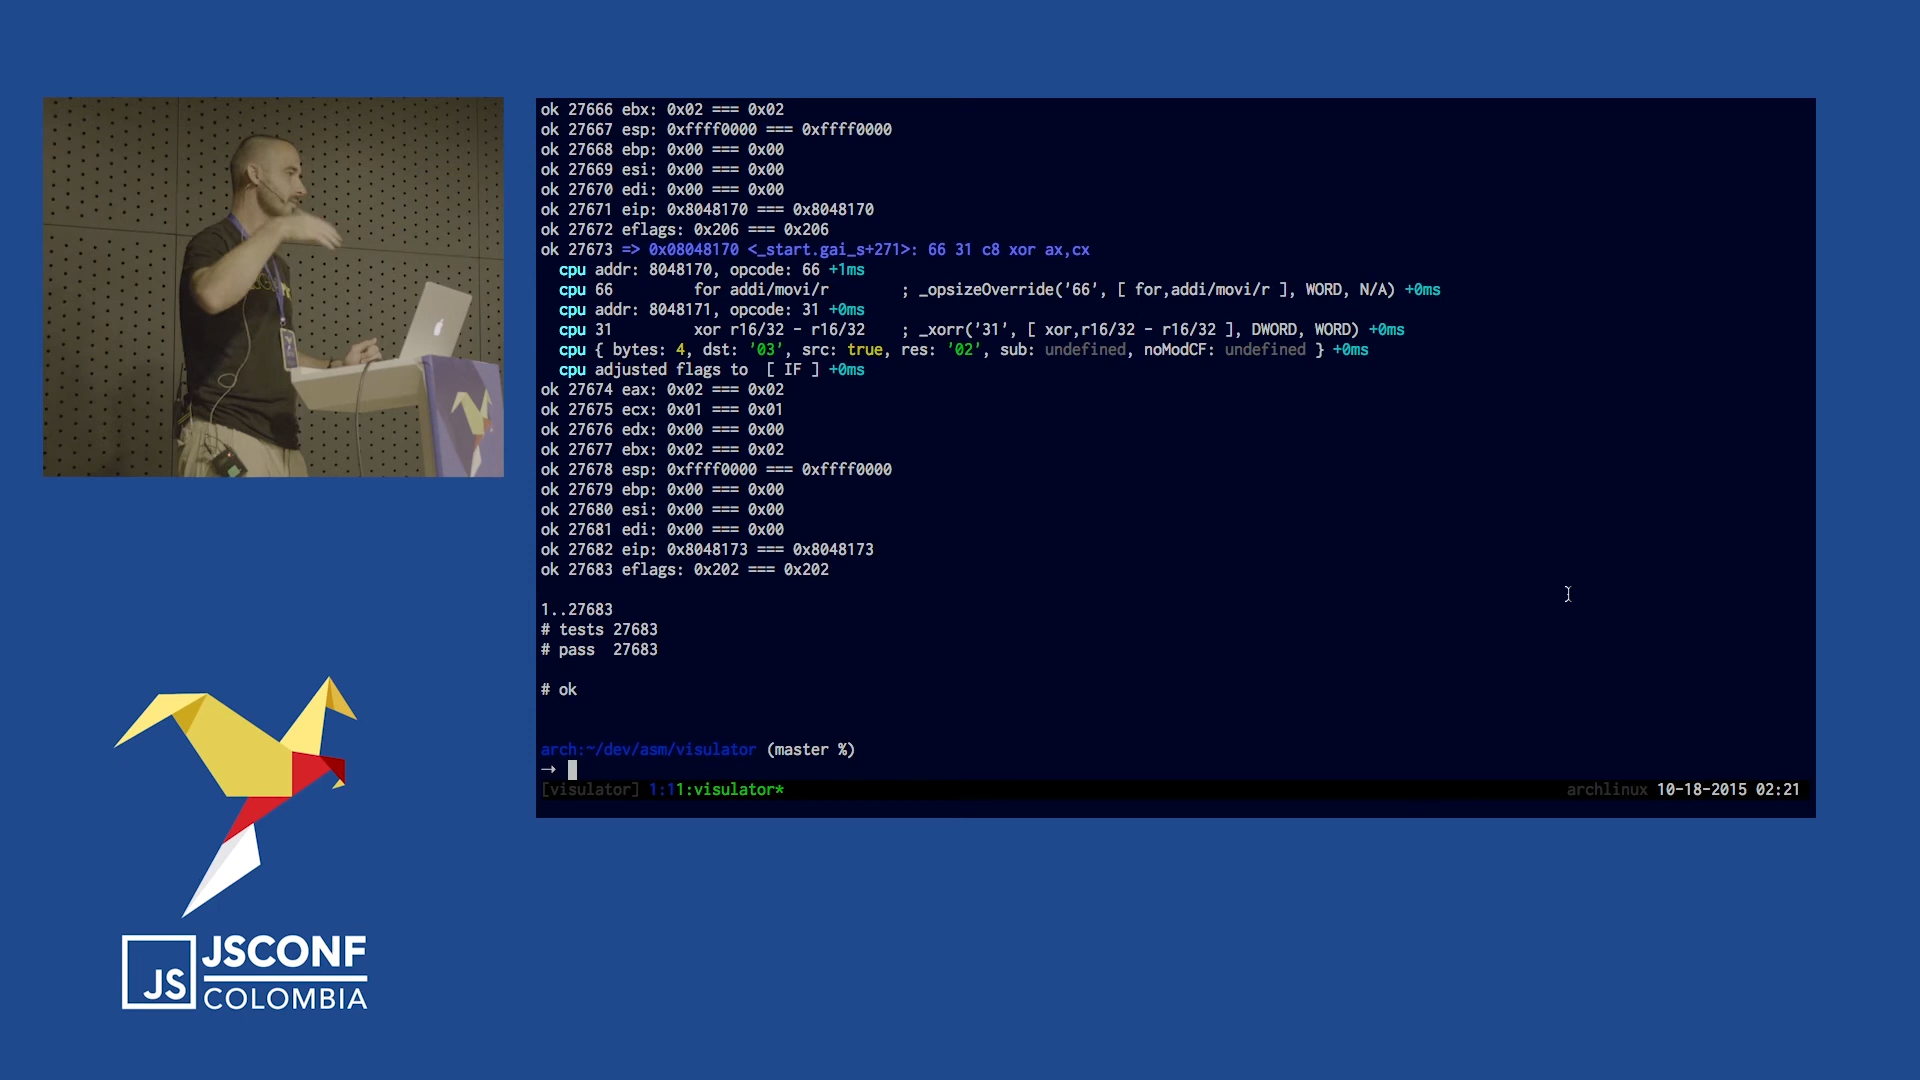 ok 27666 ebx: 0x02 === 0x02
ok 27667 esp: 0xffff0000 === 0xffff0000
ok 27668 ebp: 0x00 === 0x00
ok 27669 esi: 0x00 === 0x00
ok 27670 edi: 0x00 === 0x00
ok 27671 eip: 0x8048170 === 0x8048170
ok 27672 eflags: 0x206 === 0x206
ok 27673 => 0x08048170 <_start.gai_s+271>: 66 31 c8 xor ax,cx
cpu addr: 8048170, opcode: 66 +1ms
cpu 66 for addi/movi/r ; _opsizeOverride('66', [ for,addi/movi/r ], WORD, N/A) +0ms
cpu addr: 8048171, opcode: 31 +0ms
cpu 31 xor r16/32 - r16/32 ; _xorr('31', [ xor,r16/32 - r16/32 ], DWORD, WORD) +0ms
cpu { bytes: 4, dst: '03', src: true, res: '02', sub: undefined, noModCF: undefined } +0ms
cpu adjusted flags to [ IF ] +0ms
ok 27674 eax: 0x02 === 0x02
ok 27675 ecx: 0x01 === 0x01
ok 27676 edx: 0x00 === 0x00
ok 27677 ebx: 0x02 === 0x02
ok 27678 esp: 0xffff0000 === 0xffff0000
ok 27679 ebp: 0x00 === 0x00
ok 27680 esi: 0x00 === 0x00
ok 27681 edi: 0x00 === 0x00
ok 27682 eip: 0x8048173 === 0x8048173
ok 27683 eflags: 0x202 === 0x202
1..27683
# tests 27683
# pass 27683
# ok
arch:~/dev/asm/visulator (master %)
→
[visulator] 1:11:visulator* archlinux 10-18-2015 02:21
JS JSCONF
COLOMBIA